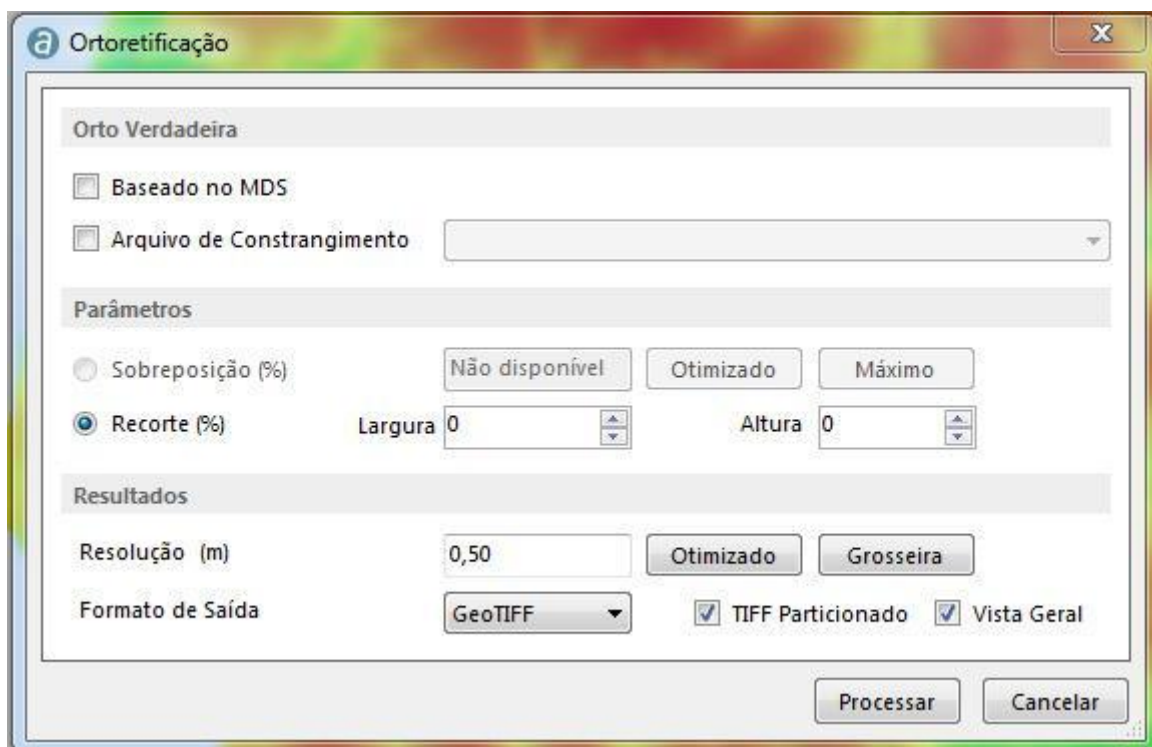 Ortoretificação
Orto Verdadeira
Baseado no MDS
Arquivo de Constrangimento
Parâmetros
Sobreposição (%) Não disponível Otimizado Máximo
Recorte (%) Largura 0 Altura 0
Resultados
Resolução (m) 0,50 Otimizado Grosseira
Formato de Saída GeoTIFF TIFF Particionado Vista Geral
Processar Cancelar